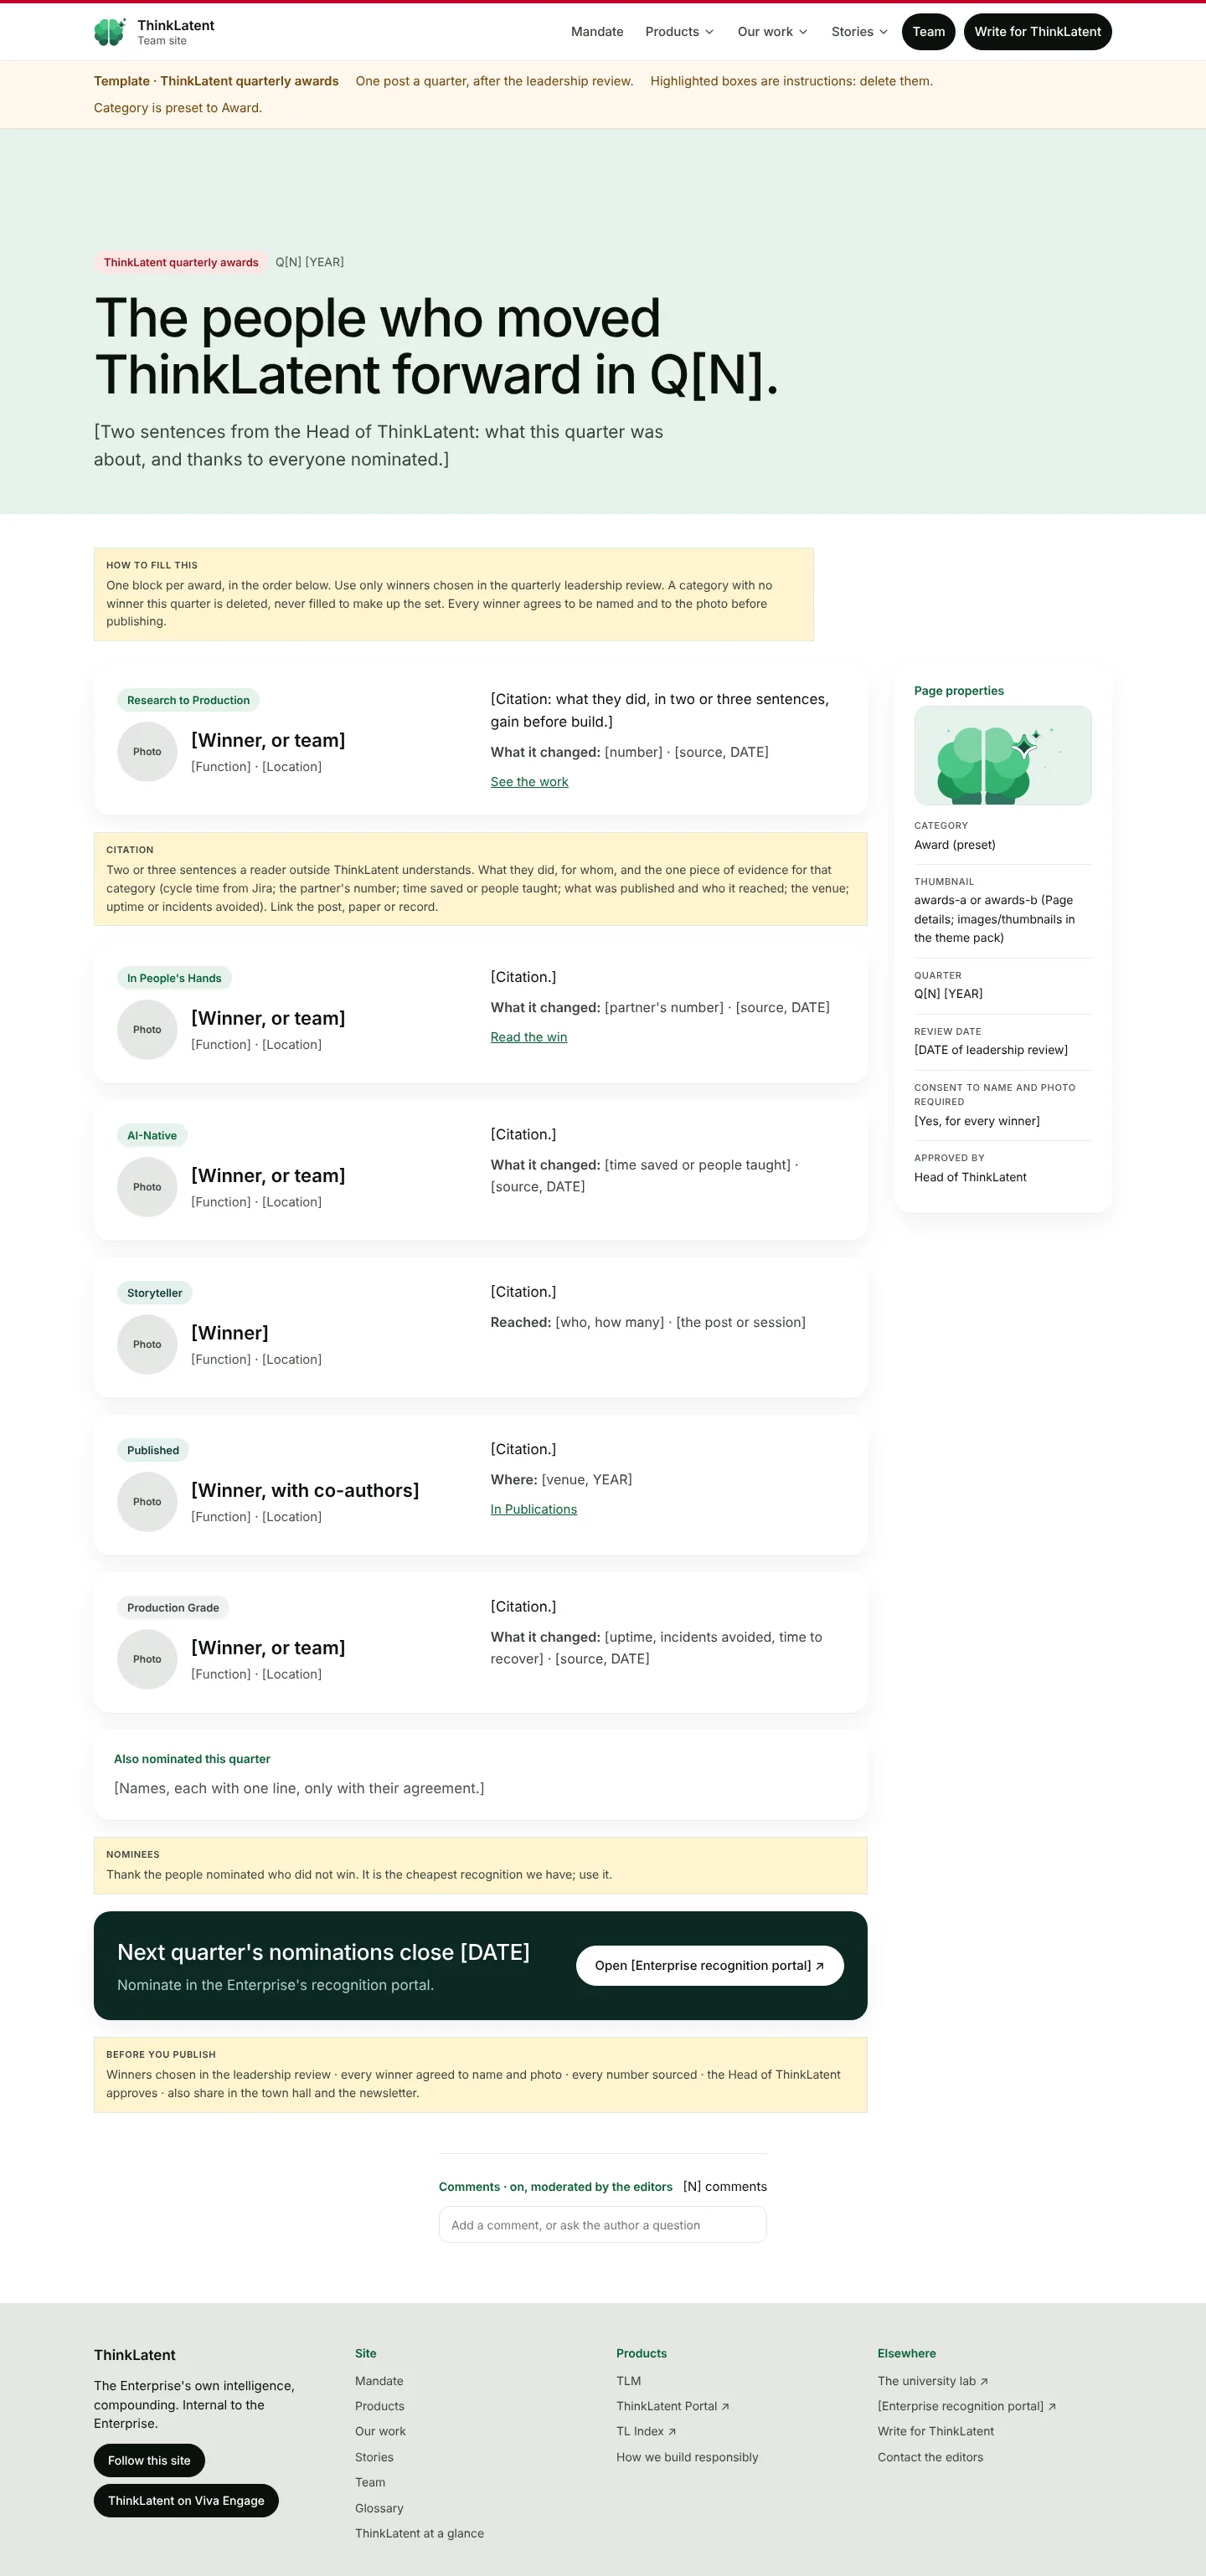 ThinkLatent
Team site
Mandate
Products
Our work
Stories
Team
Write for ThinkLatent
Template · ThinkLatent quarterly awards One post a quarter, after the leadership review. Highlighted boxes are instructions: delete them.
Category is preset to Award.
ThinkLatent quarterly awards Q[N] [YEAR]
The people who moved
ThinkLatent forward in Q[N].
[Two sentences from the Head of ThinkLatent: what this quarter was
about, and thanks to everyone nominated.]
HOW TO FILL THIS
One block per award, in the order below. Use only winners chosen in the quarterly leadership review. A category with no
winner this quarter is deleted, never filled to make up the set. Every winner agrees to be named and to the photo before
publishing.
Research to Production
Photo
[Winner, or team]
[Function] · [Location]
[Citation: what they did, in two or three sentences,
gain before build.]
What it changed: [number] · [source, DATE]
See the work
CITATION
Two or three sentences a reader outside ThinkLatent understands. What they did, for whom, and the one piece of evidence for that
category (cycle time from Jira; the partner's number; time saved or people taught; what was published and who it reached; the venue;
uptime or incidents avoided). Link the post, paper or record.
In People's Hands
Photo
[Winner, or team]
[Function] · [Location]
[Citation.]
What it changed: [partner's number] · [source, DATE]
Read the win
AI-Native
Photo
[Winner, or team]
[Function] · [Location]
[Citation.]
What it changed: [time saved or people taught] ·
[source, DATE]
Storyteller
Photo
[Winner]
[Function] · [Location]
[Citation.]
Reached: [who, how many] · [the post or session]
Published
Photo
[Winner, with co-authors]
[Function] · [Location]
[Citation.]
Where: [venue, YEAR]
In Publications
Production Grade
Photo
[Winner, or team]
[Function] · [Location]
[Citation.]
What it changed: [uptime, incidents avoided, time to
recover] · [source, DATE]
Also nominated this quarter
[Names, each with one line, only with their agreement.]
NOMINEES
Thank the people nominated who did not win. It is the cheapest recognition we have; use it.
Next quarter's nominations close [DATE]
Nominate in the Enterprise's recognition portal.
Open [Enterprise recognition portal] ↗
BEFORE YOU PUBLISH
Winners chosen in the leadership review · every winner agreed to name and photo · every number sourced · the Head of ThinkLatent
approves · also share in the town hall and the newsletter.
Page properties
CATEGORY
Award (preset)
THUMBNAIL
awards-a or awards-b (Page
details; images/thumbnails in
the theme pack)
QUARTER
Q[N] [YEAR]
REVIEW DATE
[DATE of leadership review]
CONSENT TO NAME AND PHOTO
REQUIRED
[Yes, for every winner]
APPROVED BY
Head of ThinkLatent
Comments · on, moderated by the editors [N] comments
Add a comment, or ask the author a question
ThinkLatent
The Enterprise's own intelligence,
compounding. Internal to the
Enterprise.
Follow this site
ThinkLatent on Viva Engage
Site
Mandate
Products
Our work
Stories
Team
Glossary
ThinkLatent at a glance
Products
TLM
ThinkLatent Portal ↗
TL Index ↗
How we build responsibly
Elsewhere
The university lab ↗
[Enterprise recognition portal] ↗
Write for ThinkLatent
Contact the editors